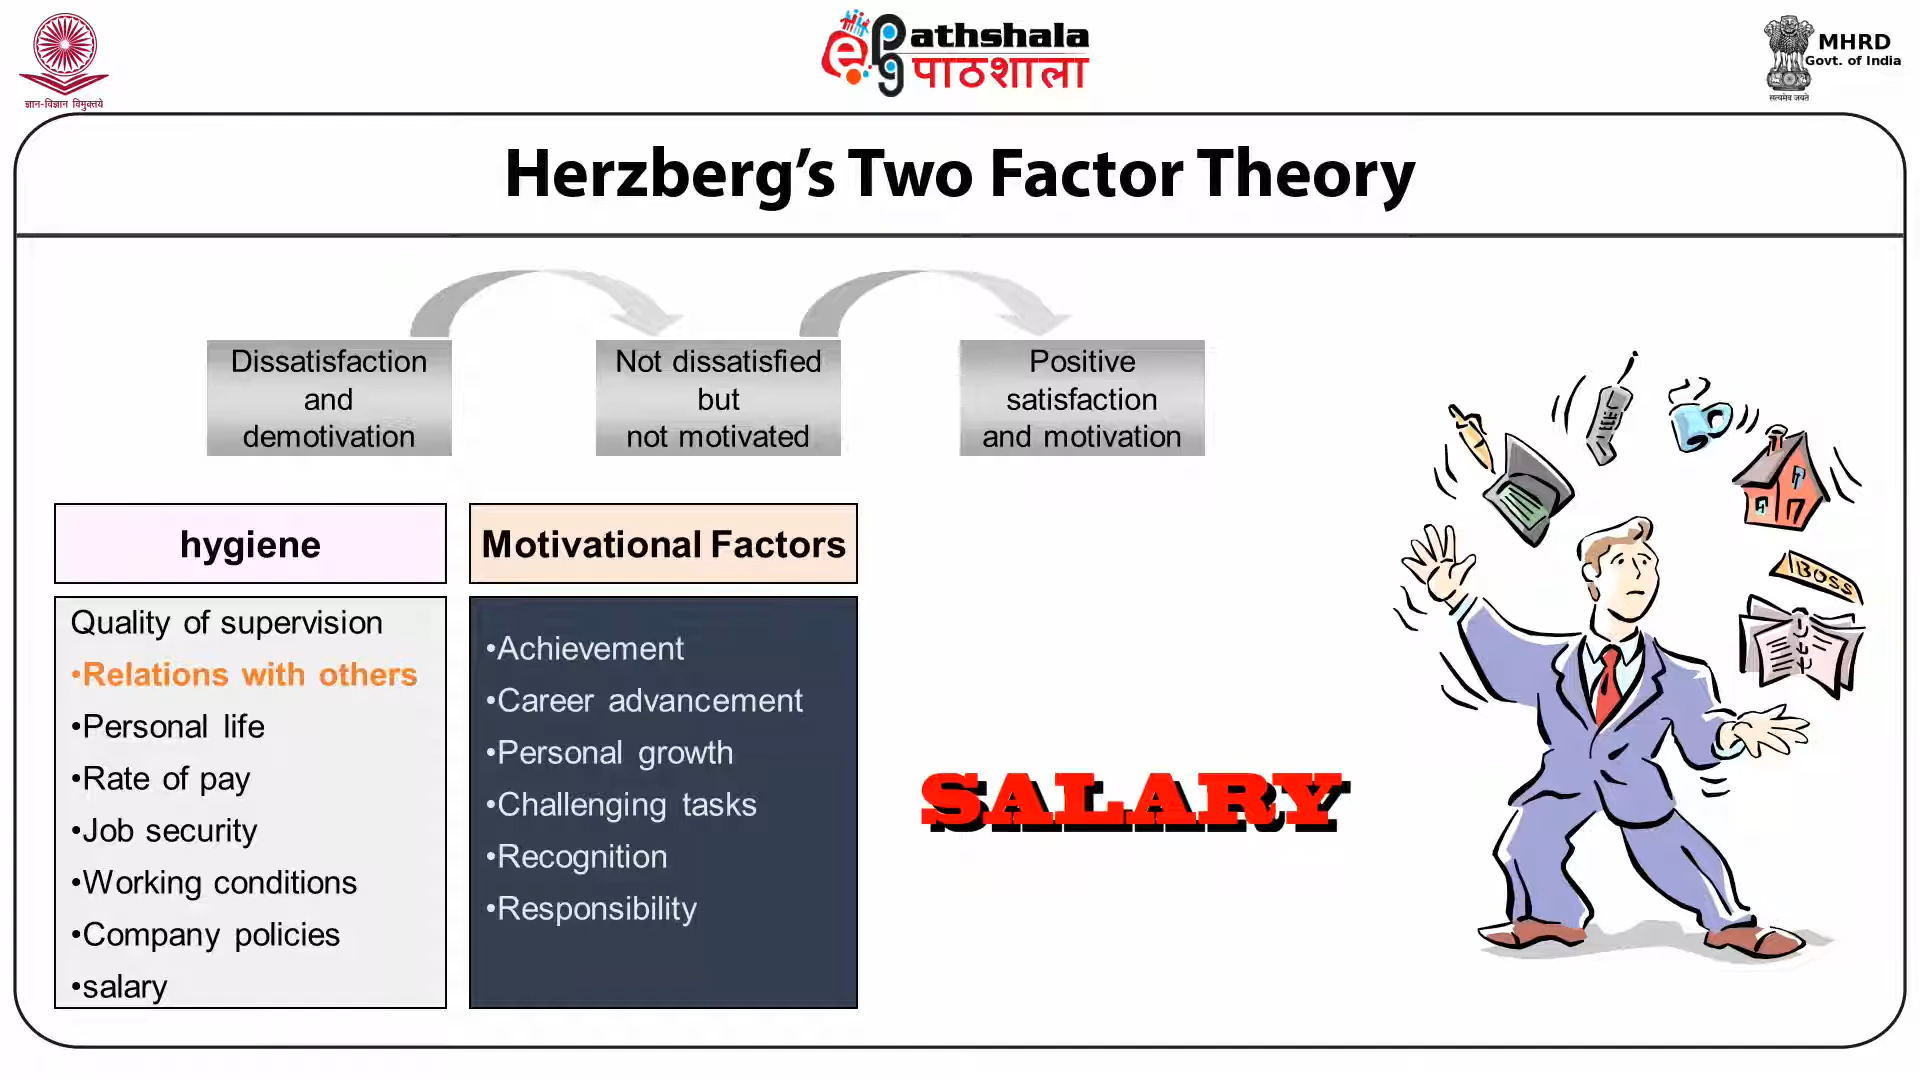 ज्ञान-विज्ञान विमुक्तये
ePathshala
पाठशाला
MHRD
Govt. of India
सत्यमेव जयते
Herzberg’s Two Factor Theory
Dissatisfaction
and
demotivation
Not dissatisfied
but
not motivated
Positive
satisfaction
and motivation
hygiene
Motivational Factors
Quality of supervision
•Relations with others
•Personal life
•Rate of pay
•Job security
•Working conditions
•Company policies
•salary
•Achievement
•Career advancement
•Personal growth
•Challenging tasks
•Recognition
•Responsibility
SALARY
BOSS